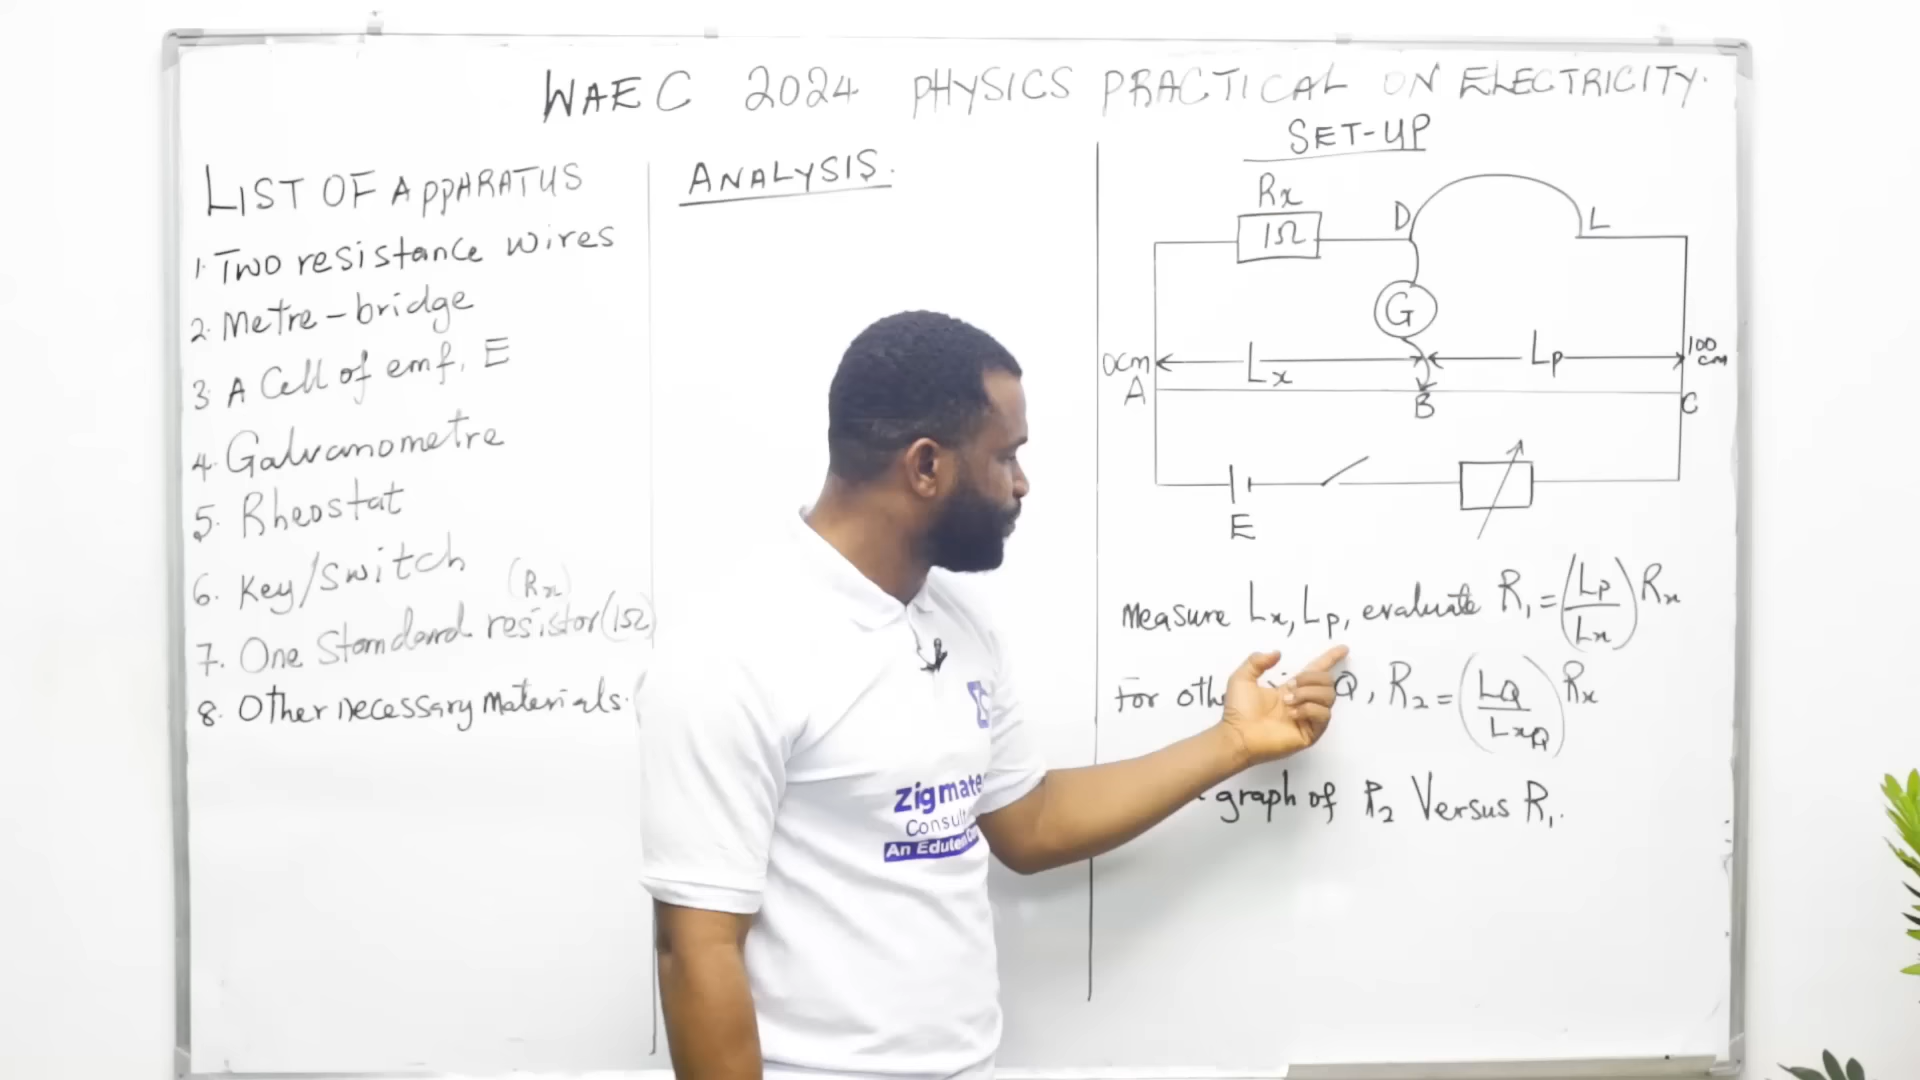 WAEC 2024 PHYSICS PRACTICAL ON ELECTRICITY.
LIST OF APPARATUS
1. Two resistance wires
2. Metre-bridge
3. A Cell of emf, E
4. Galvanometre
5. Rheostat
6. Key/switch
(Rx)
7. One Standard resistor (1Ω)
8. Other necessary Materials.
ANALYSIS.
SET-UP
Rx
1Ω
D
L
G
0cm
Lx
Lp
100 cm
A
B
C
E
Measure Lx, Lp, evaluate R1 = (Lp/Lx) Rx
For Q, R2 = (LQ/LxQ) Rx
graph of R2 Versus R1.
Zigmate
Consul
An Edute